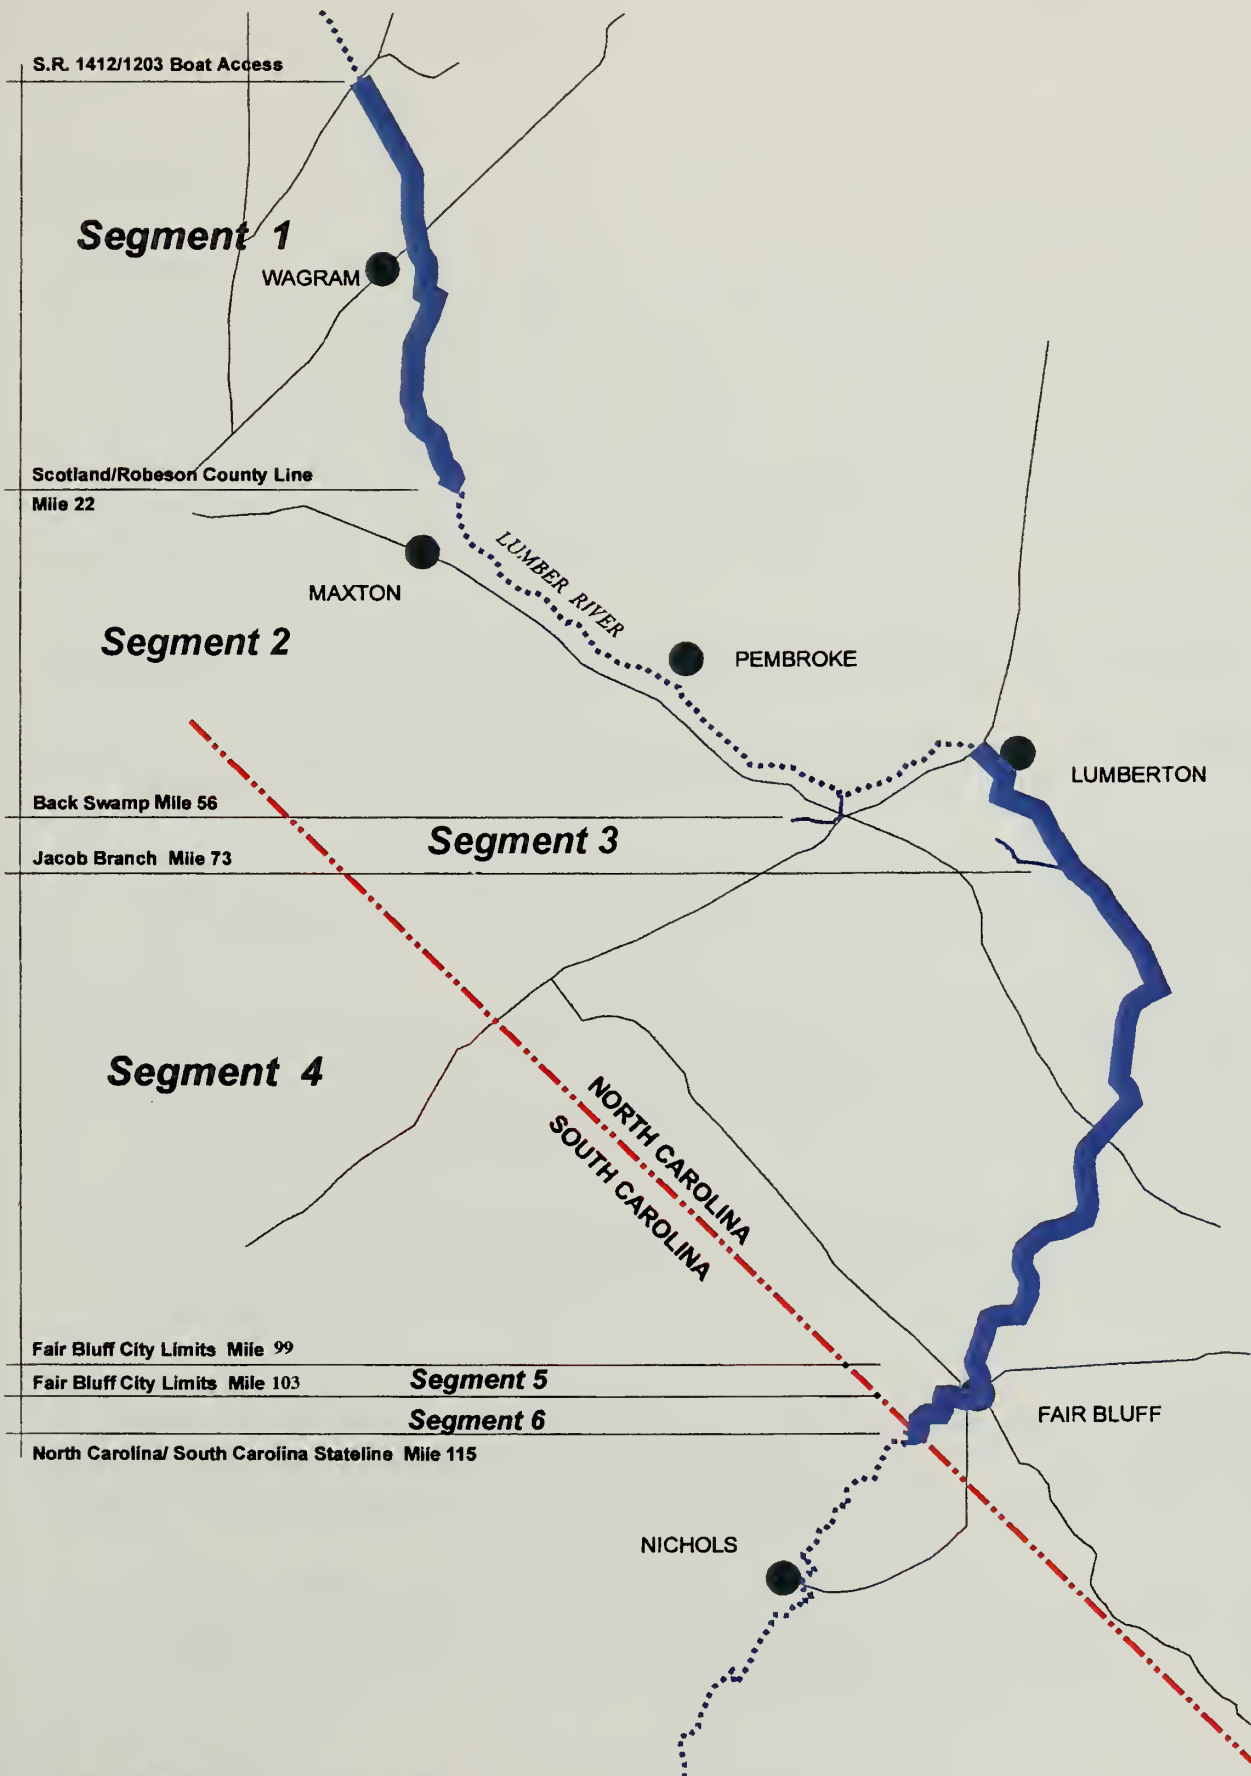 S.R. 1412/1203 Boat Access
Segment 1
WAGRAM
Scotland/Robeson County Line
Mile 22
LUMBER RIVER
MAXTON
Segment 2
PEMBROKE
LUMBERTON
Back Swamp Mile 56
Segment 3
Jacob Branch Mile 73
Segment 4
NORTH CAROLINA
SOUTH CAROLINA
Fair Bluff City Limits Mile 99
Fair Bluff City Limits Mile 103
Segment 5
Segment 6
FAIR BLUFF
North Carolina/ South Carolina Stateline Mile 115
NICHOLS